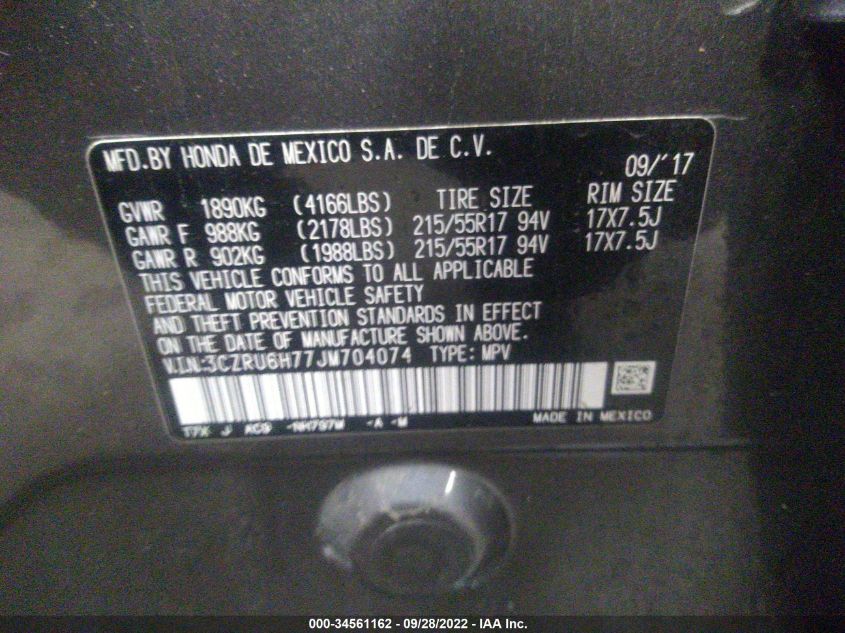 MFD.BY HONDA DE MEXICO S.A. DE C.V.
09/'17
GVWR 1890KG (4166LBS) TIRE SIZE RIM SIZE
GAWR F 988KG (2178LBS) 215/55R17 94V 17X7.5J
GAWR R 902KG (1988LBS) 215/55R17 94V 17X7.5J
THIS VEHICLE CONFORMS TO ALL APPLICABLE
FEDERAL MOTOR VEHICLE SAFETY
AND THEFT PREVENTION STANDARDS IN EFFECT
ON THE DATE OF MANUFACTURE SHOWN ABOVE.
V.I.N:3CZRU6H77JM704074 TYPE: MPV
MADE IN MEXICO
T7X J NH797M -A -M
000-34561162 - 09/28/2022 - IAA Inc.